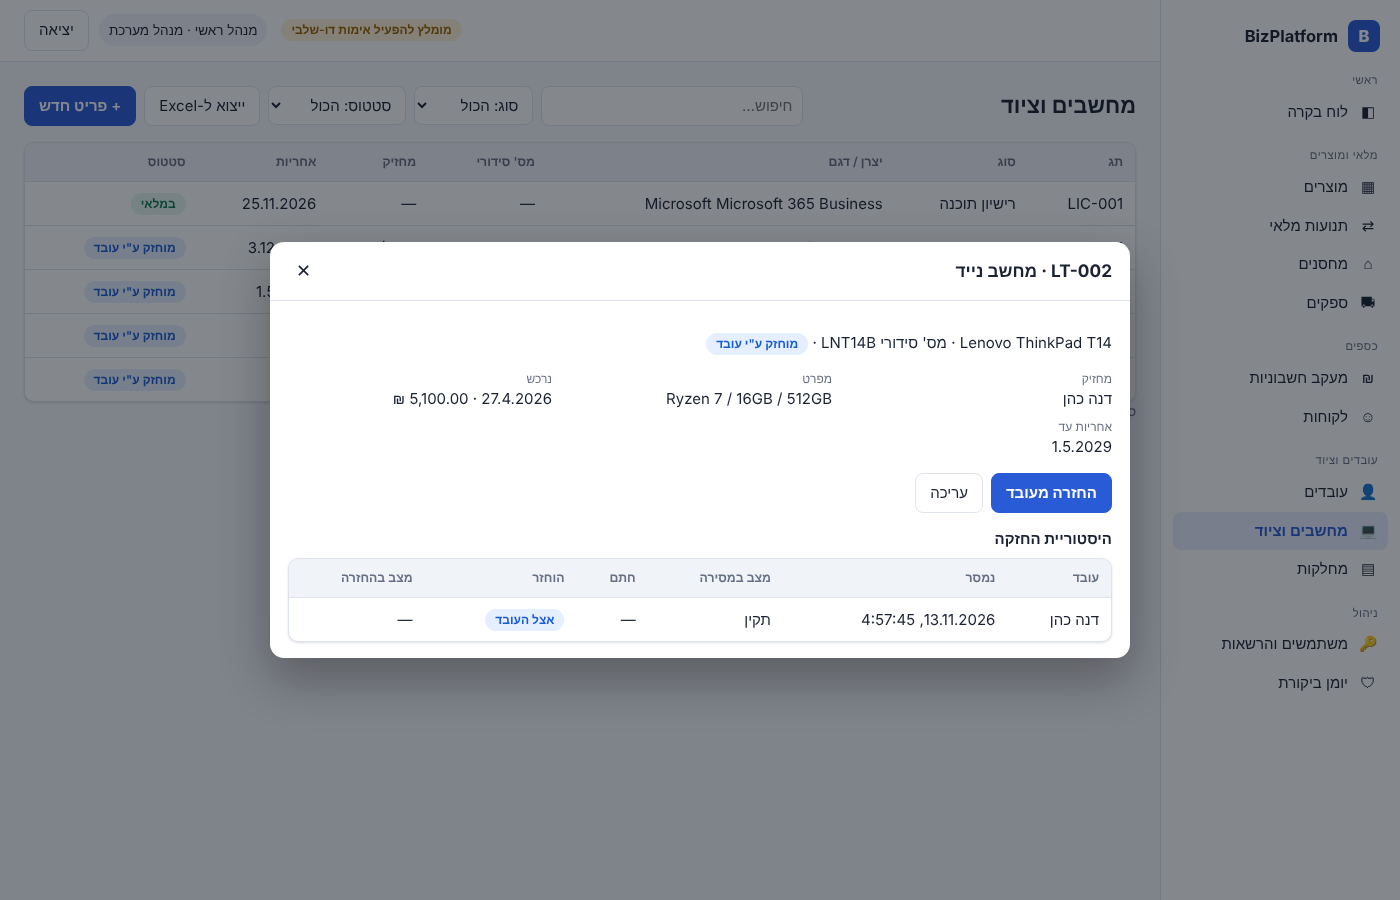 B BizPlatform
ראשי
לוח בקרה
מלאי ומוצרים
מוצרים
תנועות מלאי
מחסנים
ספקים
כספים
₪ מעקב חשבוניות
לקוחות
עובדים וציוד
עובדים
מחשבים וציוד
מחלקות
ניהול
משתמשים והרשאות
יומן ביקורת
מומלץ להפעיל אימות דו-שלבי מנהל ראשי · מנהל מערכת יציאה
מחשבים וציוד חיפוש... סוג: הכול סטטוס: הכול ייצוא ל-Excel + פריט חדש
תג סוג יצרן / דגם מס' סידורי מחזיק אחריות סטטוס
LIC-001 רישיון תוכנה Microsoft Microsoft 365 Business — — 25.11.2026 במלאי
מוחזק ע"י עובד
מוחזק ע"י עובד
מוחזק ע"י עובד
מוחזק ע"י עובד
LT-002 · מחשב נייד ✕
Lenovo ThinkPad T14 · מס' סידורי LNT14B · מוחזק ע"י עובד
מחזיק מפרט נרכש
דנה כהן Ryzen 7 / 16GB / 512GB 27.4.2026 · 5,100.00 ₪
אחריות עד
1.5.2029
החזרה מעובד עריכה
היסטוריית החזקה
עובד נמסר מצב במסירה חתם הוחזר מצב בהחזרה
דנה כהן 13.11.2026, 4:57:45 תקין — אצל העובד —